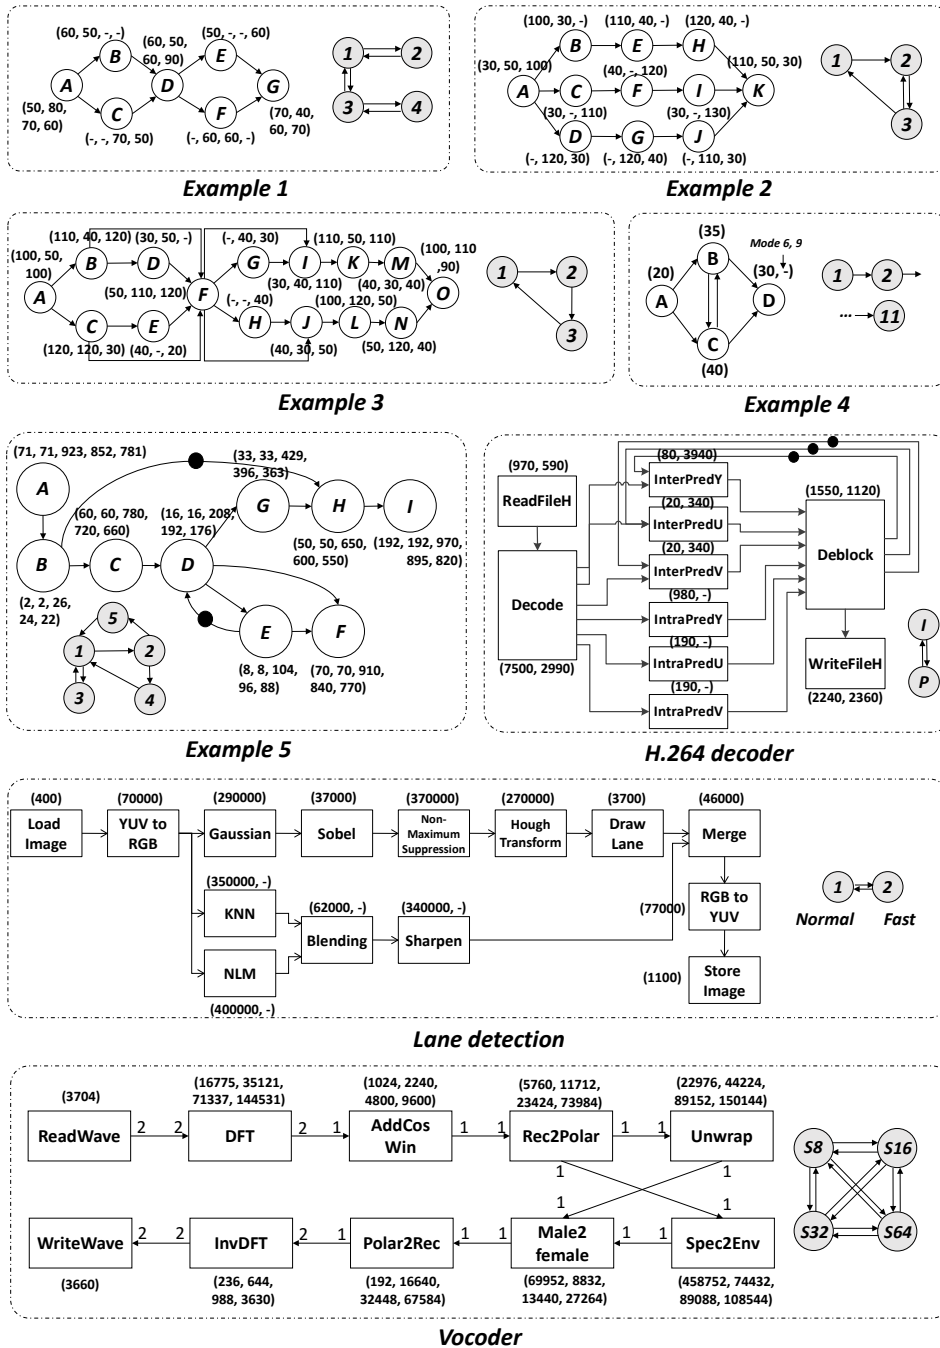 (60, 50, -, -)
(60, 50,
60, 90)
(50, -, -, 60)
B
E
A
D
G
C
F
(50, 80,
70, 60)
(-, -, 70, 50)
(-, 60, 60, -)
(70, 40,
60, 70)
1
2
3
4
Example 1
(100, 30, -)
(110, 40, -)
(120, 40, -)
B
E
H
(30, 50, 100)
(40, -, 120)
(110, 50, 30)
A
C
F
I
K
(30, -, 110)
(30, -, 130)
D
G
J
(-, 120, 30)
(-, 120, 40)
(-, 110, 30)
1
2
3
Example 2
(110, 40, 120)
(30, 50, -)
(-, 40, 30)
(110, 50, 110)
(100, 110
,90)
(100, 50,
100)
B
D
G
I
K
M
(30, 40, 110)
(40, 30, 40)
A
(50, 110, 120)
F
O
(-, -, 40)
(100, 120, 50)
C
E
H
J
L
N
(120, 120, 30)
(40, -, 20)
(40, 30, 50)
(50, 120, 40)
1
2
3
Example 3
(35)
Mode 6, 9
B
(30, -)
(20)
A
D
C
(40)
1
2
...
11
Example 4
(71, 71, 923, 852, 781)
A
(33, 33, 429,
396, 363)
(60, 60, 780,
720, 660)
(16, 16, 208,
192, 176)
G
H
I
(50, 50, 650,
600, 550)
(192, 192, 970,
895, 820)
B
C
D
(2, 2, 26,
24, 22)
E
F
(8, 8, 104,
96, 88)
(70, 70, 910,
840, 770)
5
1
2
3
4
Example 5
(80, 3940)
(970, 590)
InterPredY
(1550, 1120)
ReadFileH
(20, 340)
InterPredU
(20, 340)
InterPredV
Deblock
Decode
(980, -)
IntraPredY
(190, -)
IntraPredU
(7500, 2990)
(190, -)
IntraPredV
WriteFileH
(2240, 2360)
I
P
H.264 decoder
(400)
(70000)
(290000)
(37000)
(370000)
(270000)
(3700)
(46000)
Load
Image
YUV to
RGB
Gaussian
Sobel
Non-
Maximum
Suppression
Hough
Transform
Draw
Lane
Merge
(350000, -)
KNN
(62000, -)
Blending
(340000, -)
Sharpen
NLM
(400000, -)
(77000)
RGB to
YUV
(1100)
Store
Image
1
2
Normal
Fast
Lane detection
(3704)
(16775, 35121,
71337, 144531)
(1024, 2240,
4800, 9600)
(5760, 11712,
23424, 73984)
(22976, 44224,
89152, 150144)
ReadWave
2
2
DFT
2
1
AddCos
Win
1
1
Rec2Polar
1
1
Unwrap
1
1
1
1
WriteWave
2
2
InvDFT
2
1
Polar2Rec
1
1
Male2
female
1
1
Spec2Env
(3660)
(236, 644,
988, 3630)
(192, 16640,
32448, 67584)
(69952, 8832,
13440, 27264)
(458752, 74432,
89088, 108544)
S8
S16
S32
S64
Vocoder